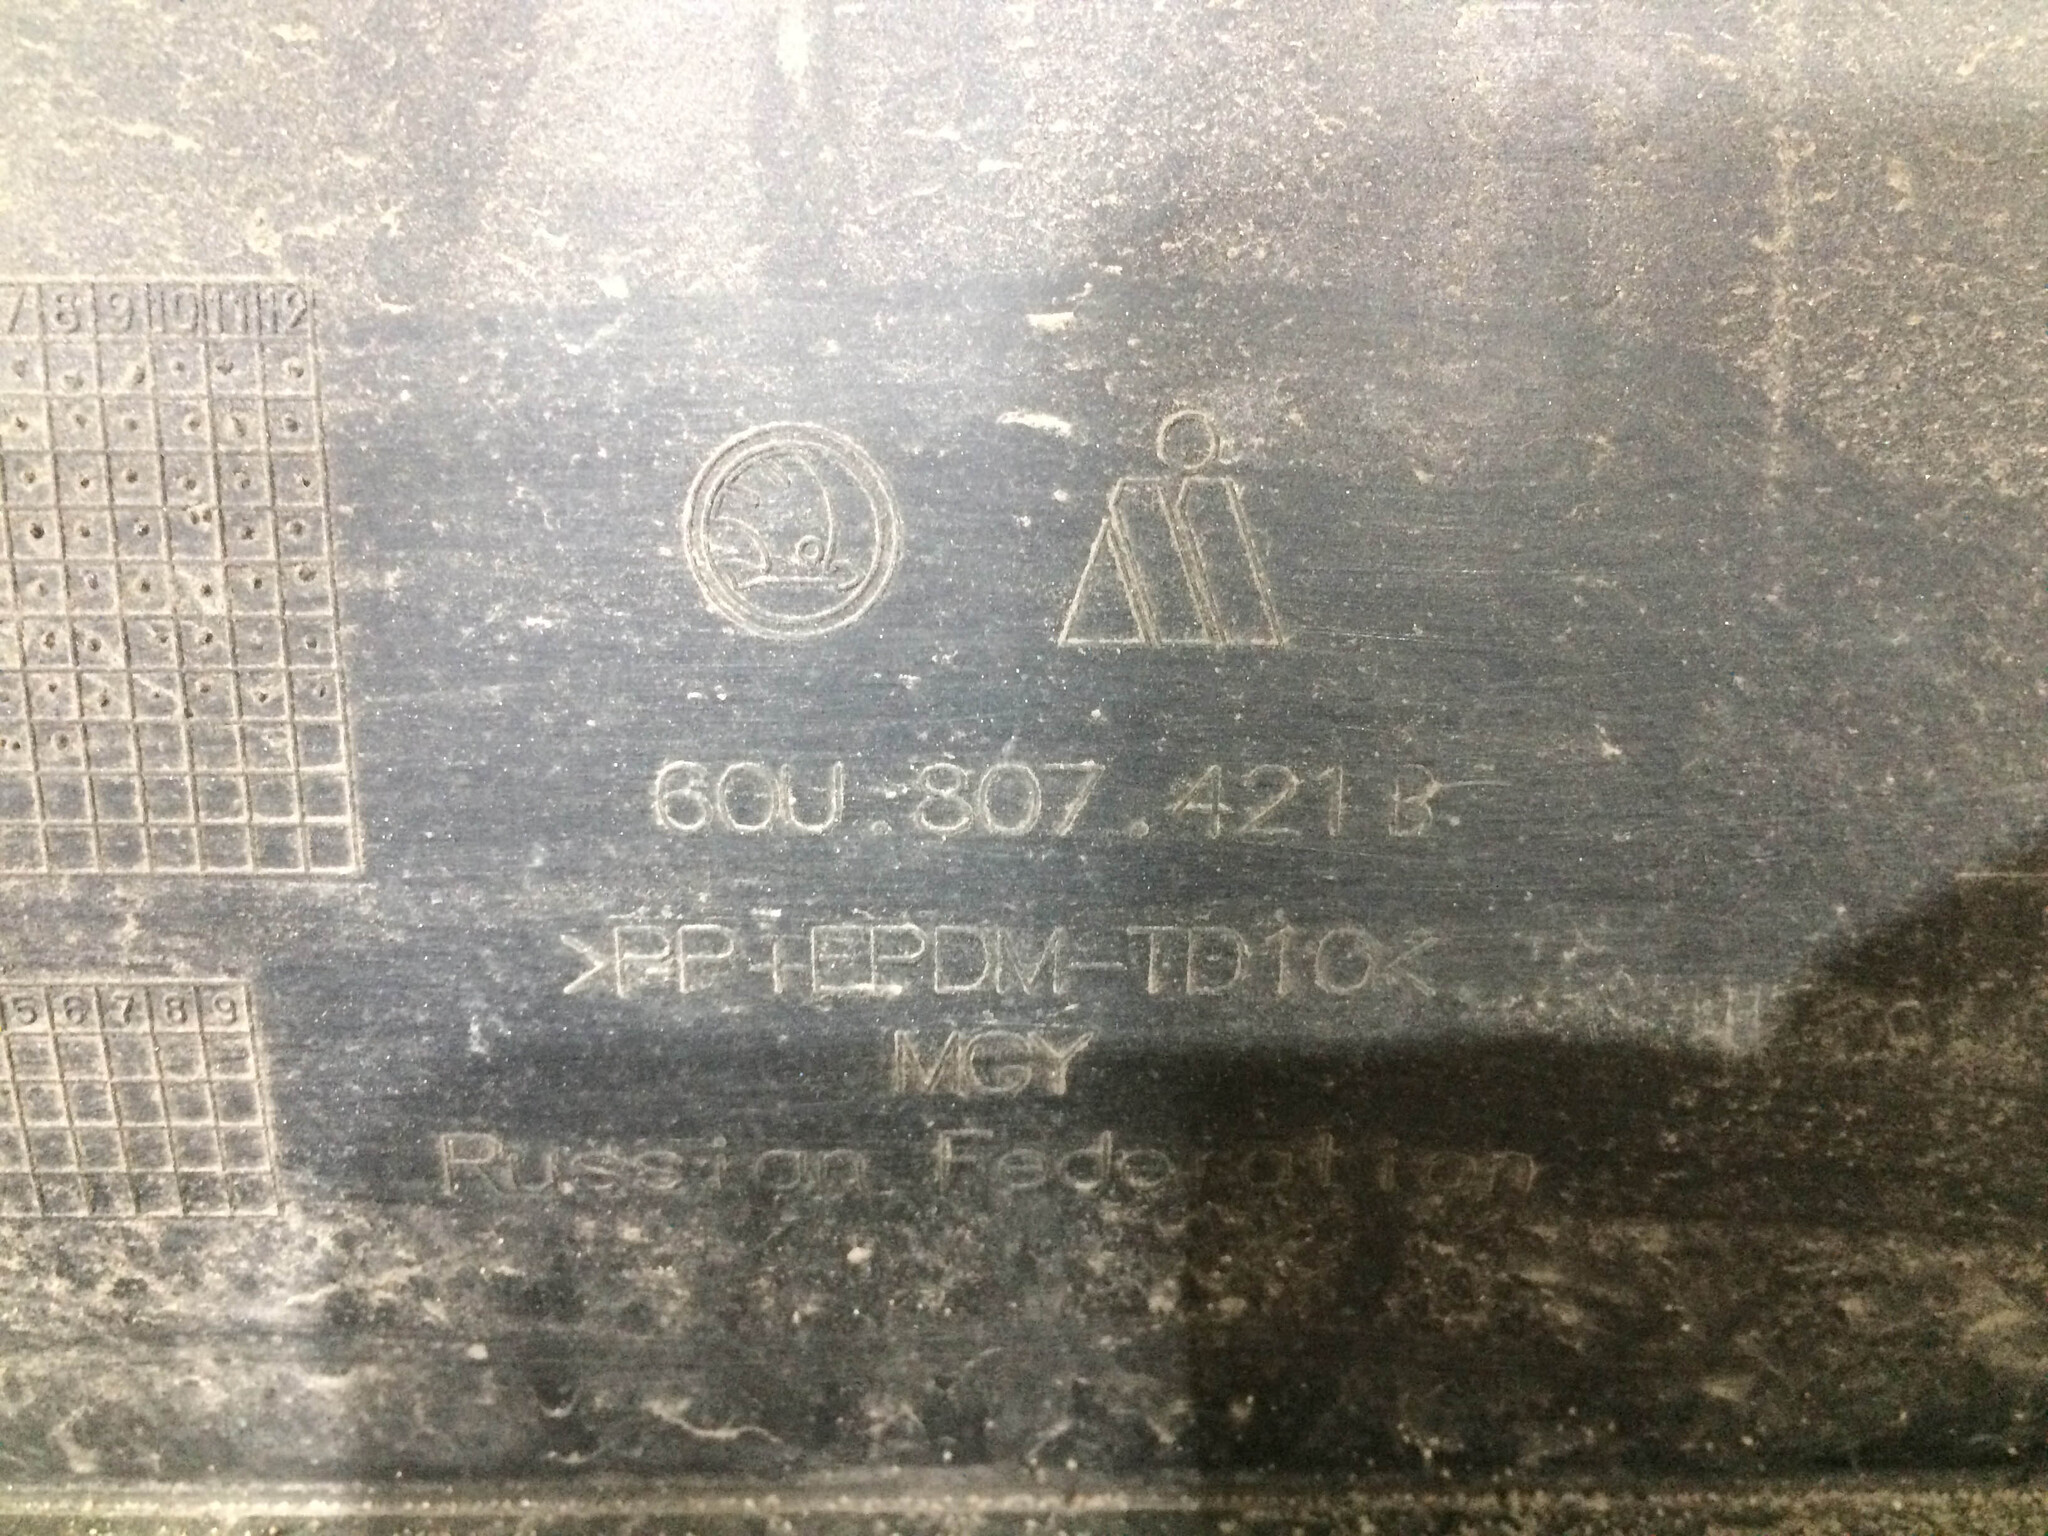 7 8 9 10 11 12
60U.807.421 B
>PP+EPDM-TD10<
5 6 7 8 9
MGY
Russian Federation